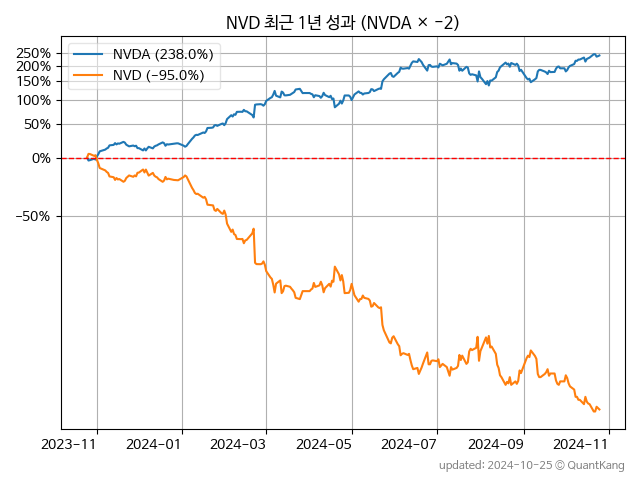 NVD 최근 1년 성과 (NVDA × −2)
NVDA (238.0%)
NVD (−95.0%)
250%
200%
150%
100%
50%
0%
−50%
2023−11 2024−01 2024−03 2024−05 2024−07 2024−09 2024−11
updated: 2024-10-25 © QuantKang